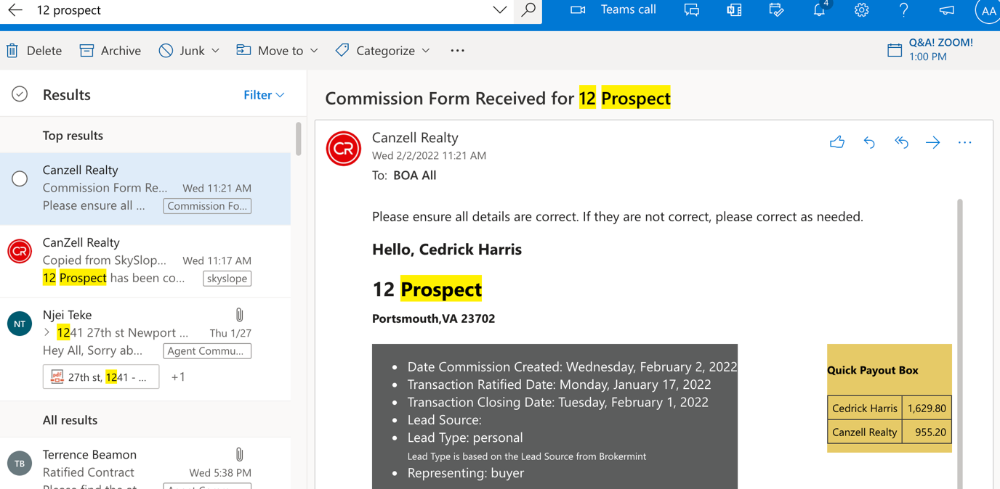 12 prospect
Teams call
4
AA
Delete
Archive
Junk
Move to
Categorize
Q&A! ZOOM!
1:00 PM
Results
Filter
Top results
Canzell Realty
Commission Form Re... Wed 11:21 AM
Please ensure all ... Commission Fo...
CR
CanZell Realty
Copied from SkySlop... Wed 11:17 AM
12 Prospect has been co... skyslope
NT
Njei Teke
1241 27th st Newport ... Thu 1/27
Hey All, Sorry ab... Agent Commu...
pdf
27th st, 1241 - ... +1
All results
TB
Terrence Beamon
Ratified Contract Wed 5:38 PM
Please find the at
Agent Commu...
Commission Form Received for 12 Prospect
CR
Canzell Realty
Wed 2/2/2022 11:21 AM
To: BOA All
Please ensure all details are correct. If they are not correct, please correct as needed.
Hello, Cedrick Harris
12 Prospect
Portsmouth,VA 23702
• Date Commission Created: Wednesday, February 2, 2022
• Transaction Ratified Date: Monday, January 17, 2022
• Transaction Closing Date: Tuesday, February 1, 2022
• Lead Source:
• Lead Type: personal
Lead Type is based on the Lead Source from Brokermint
• Representing: buyer
Quick Payout Box
Cedrick Harris 1,629.80
Canzell Realty 955.20